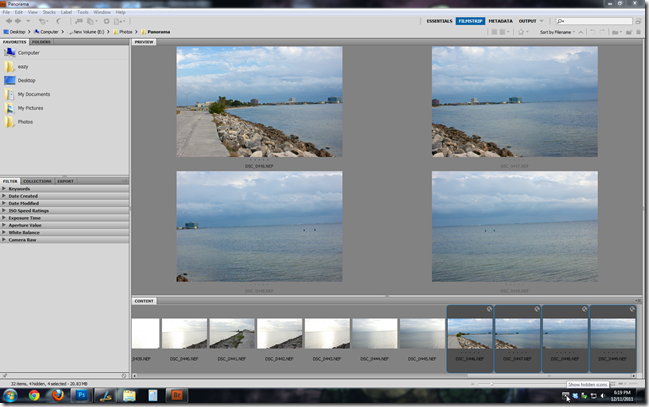 Panorama
File Edit View Stacks Label Tools Window Help
ESSENTIALS FILMSTRIP METADATA OUTPUT
Desktop Computer New Volume (E:) Photos Panorama
Sort by Filename
FAVORITES FOLDERS
PREVIEW
Computer
eazy
Desktop
My Documents
My Pictures
Photos
DSC_0446.NEF
DSC_0447.NEF
FILTER COLLECTIONS EXPORT
Keywords
Date Created
Date Modified
ISO Speed Ratings
Exposure Time
Aperture Value
White Balance
Camera Raw
DSC_0448.NEF
DSC_0449.NEF
CONTENT
DSC_0440.NEF DSC_0441.NEF DSC_0442.NEF DSC_0443.NEF DSC_0444.NEF DSC_0445.NEF DSC_0446.NEF DSC_0447.NEF DSC_0448.NEF DSC_0449.NEF
32 items, 4 hidden, 4 selected - 20.83 MB
Show hidden icons
6:19 PM
12/11/2011